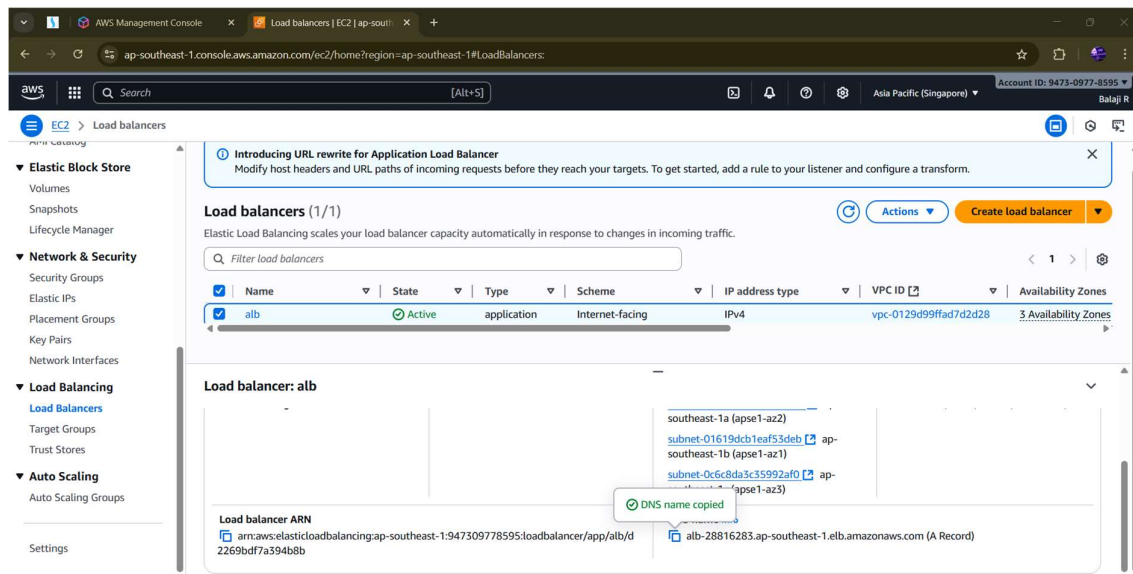 AWS Management Console
Load balancers | EC2 | ap-south
ap-southeast-1.console.aws.amazon.com/ec2/home?region=ap-southeast-1#LoadBalancers:
aws
Search
[Alt+S]
Asia Pacific (Singapore)
Account ID: 9473-0977-8595
Balaji R
EC2 > Load balancers
AMI Catalog
Elastic Block Store
Volumes
Snapshots
Lifecycle Manager
Network & Security
Security Groups
Elastic IPs
Placement Groups
Key Pairs
Network Interfaces
Load Balancing
Load Balancers
Target Groups
Trust Stores
Auto Scaling
Auto Scaling Groups
Settings
Introducing URL rewrite for Application Load Balancer
Modify host headers and URL paths of incoming requests before they reach your targets. To get started, add a rule to your listener and configure a transform.
Load balancers (1/1)
Actions
Create load balancer
Elastic Load Balancing scales your load balancer capacity automatically in response to changes in incoming traffic.
Filter load balancers
1
Name State Type Scheme IP address type VPC ID Availability Zones
alb Active application Internet-facing IPv4 vpc-0129d99ffad7d2d28 3 Availability Zones
Load balancer: alb
southeast-1a (apse1-az2)
subnet-01619dcb1eaf53deb ap-
southeast-1b (apse1-az1)
subnet-0c6c8da3c35992af0 ap-
(apse1-az3)
DNS name copied
Load balancer ARN
arn:aws:elasticloadbalancing:ap-southeast-1:947309778595:loadbalancer/app/alb/d
2269bdf7a394b8b
alb-28816283.ap-southeast-1.elb.amazonaws.com (A Record)